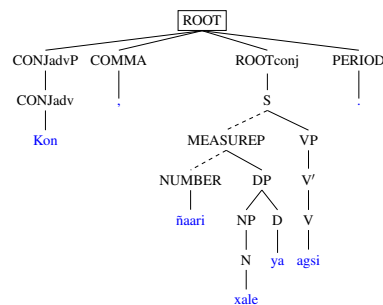 ROOT
CONJadvP COMMA ROOTconj PERIOD
CONJadv , S .
Kon MEASUREP VP
NUMBER DP V′
ñaari NP D V
N ya agsi
xale